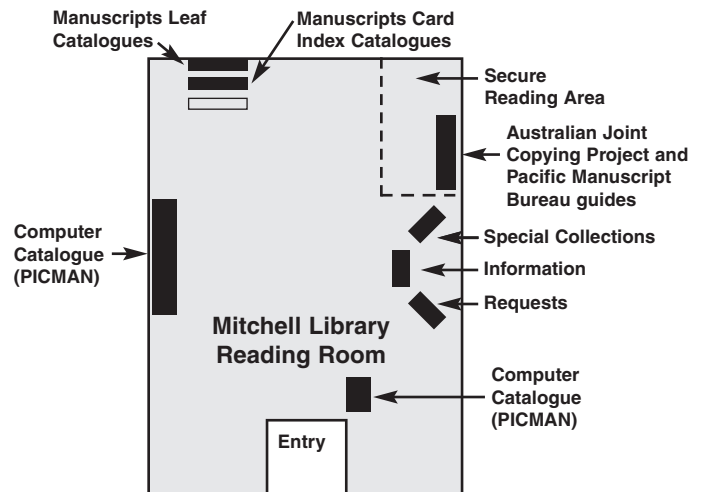 Manuscripts Leaf
Catalogues
Manuscripts Card
Index Catalogues
Secure
Reading Area
Australian Joint
Copying Project and
Pacific Manuscript
Bureau guides
Computer
Catalogue
(PICMAN)
Special Collections
Information
Requests
Mitchell Library
Reading Room
Computer
Catalogue
(PICMAN)
Entry